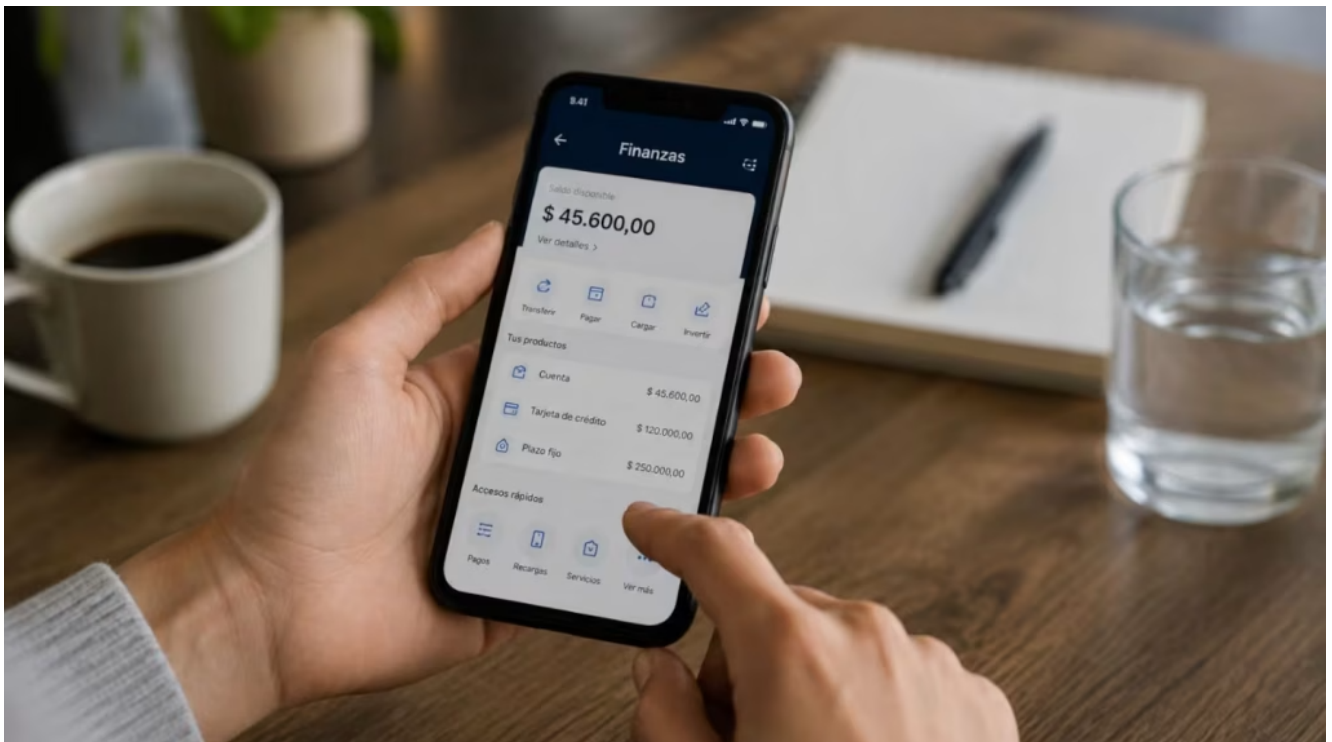 9:41
Finanzas
Saldo disponible
$ 45.600,00
Ver detalles >
Transferir Pagar Cargar Invertir
Tus productos
Cuenta $ 45.600,00
Tarjeta de crédito $ 120.000,00
Plazo fijo $ 250.000,00
Accesos rápidos
Pagos Recargas Servicios Ver más